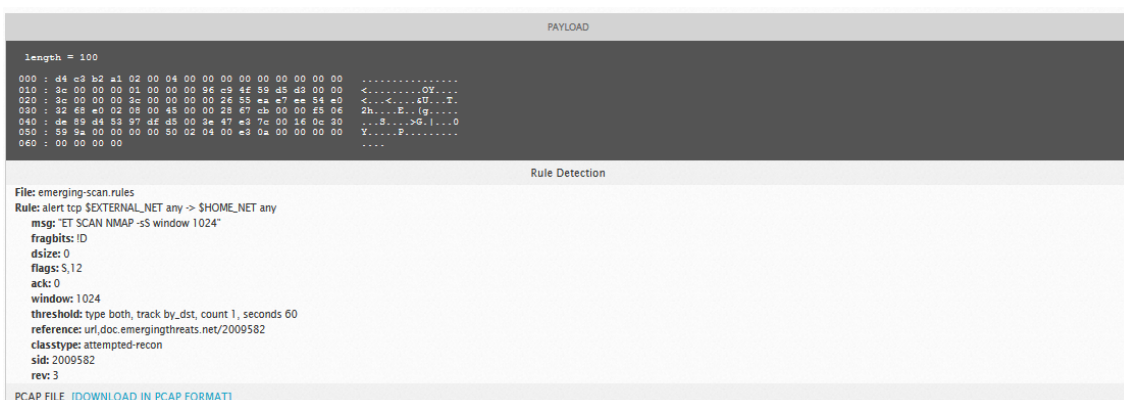 PAYLOAD
length = 100
000 : d4 c3 b2 a1 02 00 04 00 00 00 00 00 00 00 00 00 ................
010 : 3c 00 00 00 01 00 00 00 96 c9 4f 59 d5 d3 00 00 <.........OY....
020 : 3c 00 00 00 3c 00 00 00 26 55 ea e7 ee 54 e0 <...<....&U...T.
030 : 32 68 e0 02 08 00 45 00 00 28 67 cb 00 00 f5 06 2h....E..(g.....
040 : de 89 d4 53 97 df d5 00 3e 47 e3 7c 00 16 0c 30 ...S....>G.|...0
050 : 59 9a 00 00 00 00 50 02 04 00 e3 0a 00 00 00 00 Y.....P.........
060 : 00 00 00 00 ....
Rule Detection
File: emerging-scan.rules
Rule: alert tcp $EXTERNAL_NET any -> $HOME_NET any
msg: "ET SCAN NMAP -sS window 1024"
fragbits: !D
dsize: 0
flags: S,12
ack: 0
window: 1024
threshold: type both, track by_dst, count 1, seconds 60
reference: url,doc.emergingthreats.net/2009582
classtype: attempted-recon
sid: 2009582
rev: 3
PCAP FILE [DOWNLOAD IN PCAP FORMAT]